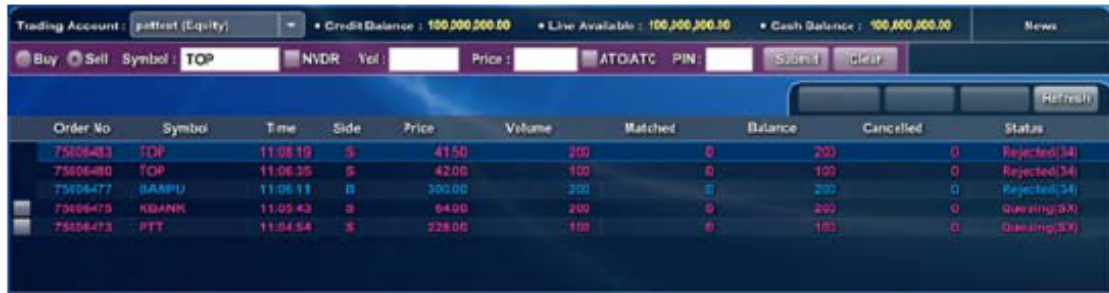 Trading Account : pattest (Equity) • Credit Balance : 100,000,000.00 • Line Available : 100,000,000.00 • Cash Balance : 100,000,000.00 News
Buy Sell Symbol : TOP NVDR Vol : Price : ATO/ATC PIN : Submit Clear
Refresh
Order No Symbol Time Side Price Volume Matched Balance Cancelled Status
75606483 TOP 11:08:19 S 41.50 200 0 200 0 Rejected(34)
75606480 TOP 11:06:35 S 42.00 100 0 100 0 Rejected(34)
75606477 BANPU 11:06:11 B 300.00 200 0 200 0 Rejected(34)
75606475 KBANK 11:05:43 S 64.00 200 0 200 0 Queuing(SX)
75606473 PTT 11:04:54 S 228.00 100 0 100 0 Queuing(SX)